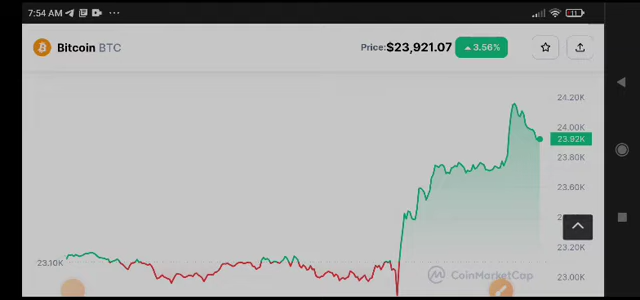 7:54 AM
Bitcoin BTC
Price:$23,921.07 3.56%
24.20K
24.00K
23.92K
23.80K
23.60K
23.20K
23.10K
23.00K
CoinMarketCap